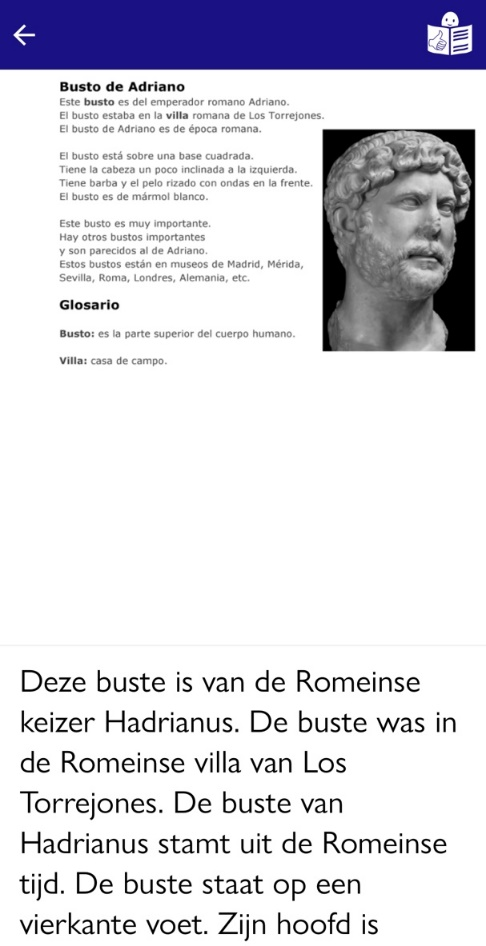 Busto de Adriano
Este busto es del emperador romano Adriano.
El busto estaba en la villa romana de Los Torrejones.
El busto de Adriano es de época romana.
El busto está sobre una base cuadrada.
Tiene la cabeza un poco inclinada a la izquierda.
Tiene barba y el pelo rizado con ondas en la frente.
El busto es de mármol blanco.
Este busto es muy importante.
Hay otros bustos importantes
y son parecidos al de Adriano.
Estos bustos están en museos de Madrid, Mérida,
Sevilla, Roma, Londres, Alemania, etc.
Glosario
Busto: es la parte superior del cuerpo humano.
Villa: casa de campo.
Deze buste is van de Romeinse
keizer Hadrianus. De buste was in
de Romeinse villa van Los
Torrejones. De buste van
Hadrianus stamt uit de Romeinse
tijd. De buste staat op een
vierkante voet. Zijn hoofd is